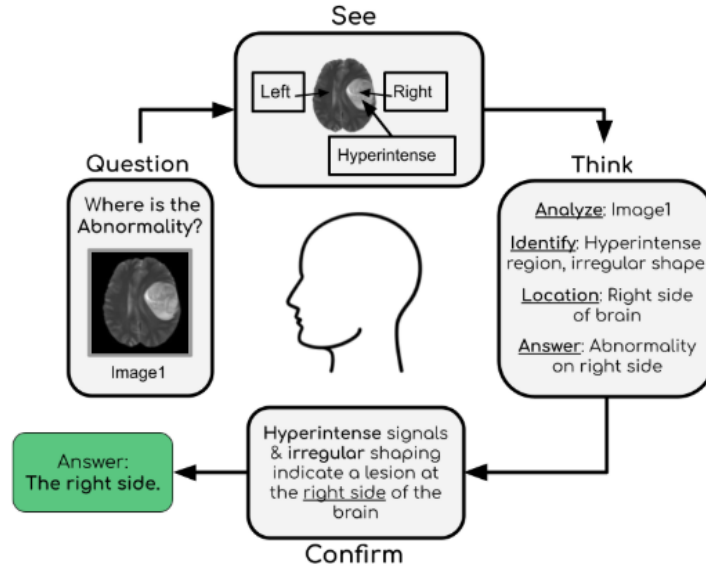 See
Left
Right
Hyperintense
Question
Where is the
Abnormality?
Image1
Think
Analyze: Image1
Identify: Hyperintense
region, irregular shape
Location: Right side
of brain
Answer: Abnormality
on right side
Hyperintense signals
& irregular shaping
indicate a lesion at
the right side of the
brain
Confirm
Answer:
The right side.